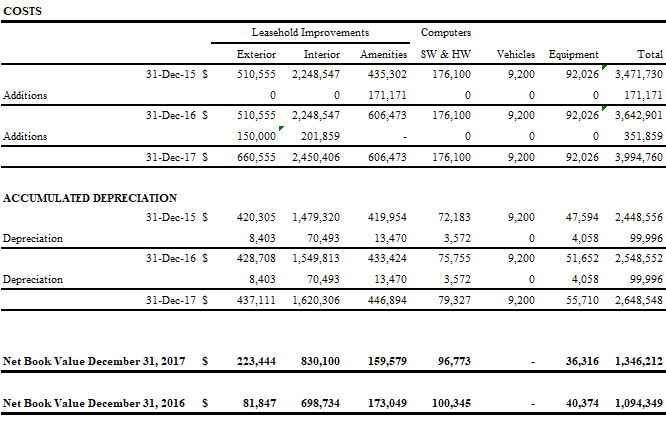 COSTS
Leasehold Improvements Computers
Exterior Interior Amenities SW & HW Vehicles Equipment Total
31-Dec-15 $ 510,555 2,248,547 435,302 176,100 9,200 92,026 3,471,730
Additions 0 0 171,171 0 0 0 171,171
31-Dec-16 $ 510,555 2,248,547 606,473 176,100 9,200 92,026 3,642,901
Additions 150,000 201,859 - 0 0 0 351,859
31-Dec-17 $ 660,555 2,450,406 606,473 176,100 9,200 92,026 3,994,760
ACCUMULATED DEPRECIATION
31-Dec-15 $ 420,305 1,479,320 419,954 72,183 9,200 47,594 2,448,556
Depreciation 8,403 70,493 13,470 3,572 0 4,058 99,996
31-Dec-16 $ 428,708 1,549,813 433,424 75,755 9,200 51,652 2,548,552
Depreciation 8,403 70,493 13,470 3,572 0 4,058 99,996
31-Dec-17 $ 437,111 1,620,306 446,894 79,327 9,200 55,710 2,648,548
Net Book Value December 31, 2017 $ 223,444 830,100 159,579 96,773 - 36,316 1,346,212
Net Book Value December 31, 2016 $ 81,847 698,734 173,049 100,345 - 40,374 1,094,349